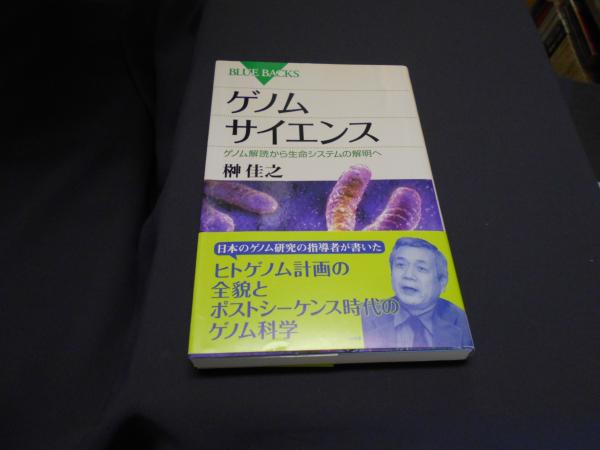 BLUE BACKS
ゲノム
サイエンス
ゲノム解読から生命システムの解明へ
榊 佳之
日本のゲノム研究の指導者が書いた
ヒトゲノム計画の
全貌と
ポストシーケンス時代の
ゲノム科学